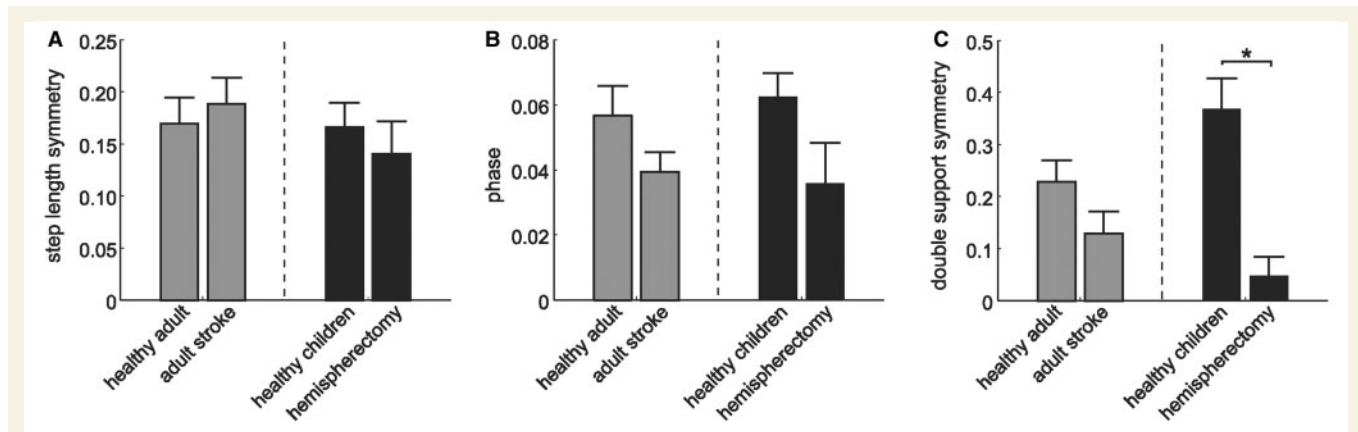 A
step length symmetry
0.25
0.20
0.15
0.10
0.05
0
healthy adult
adult stroke
healthy children
hemispherectomy
B
phase
0.08
0.06
0.04
0.02
0
healthy adult
adult stroke
healthy children
hemispherectomy
C
double support symmetry
0.5
0.4
0.3
0.2
0.1
0
*
healthy adult
adult stroke
healthy children
hemispherectomy